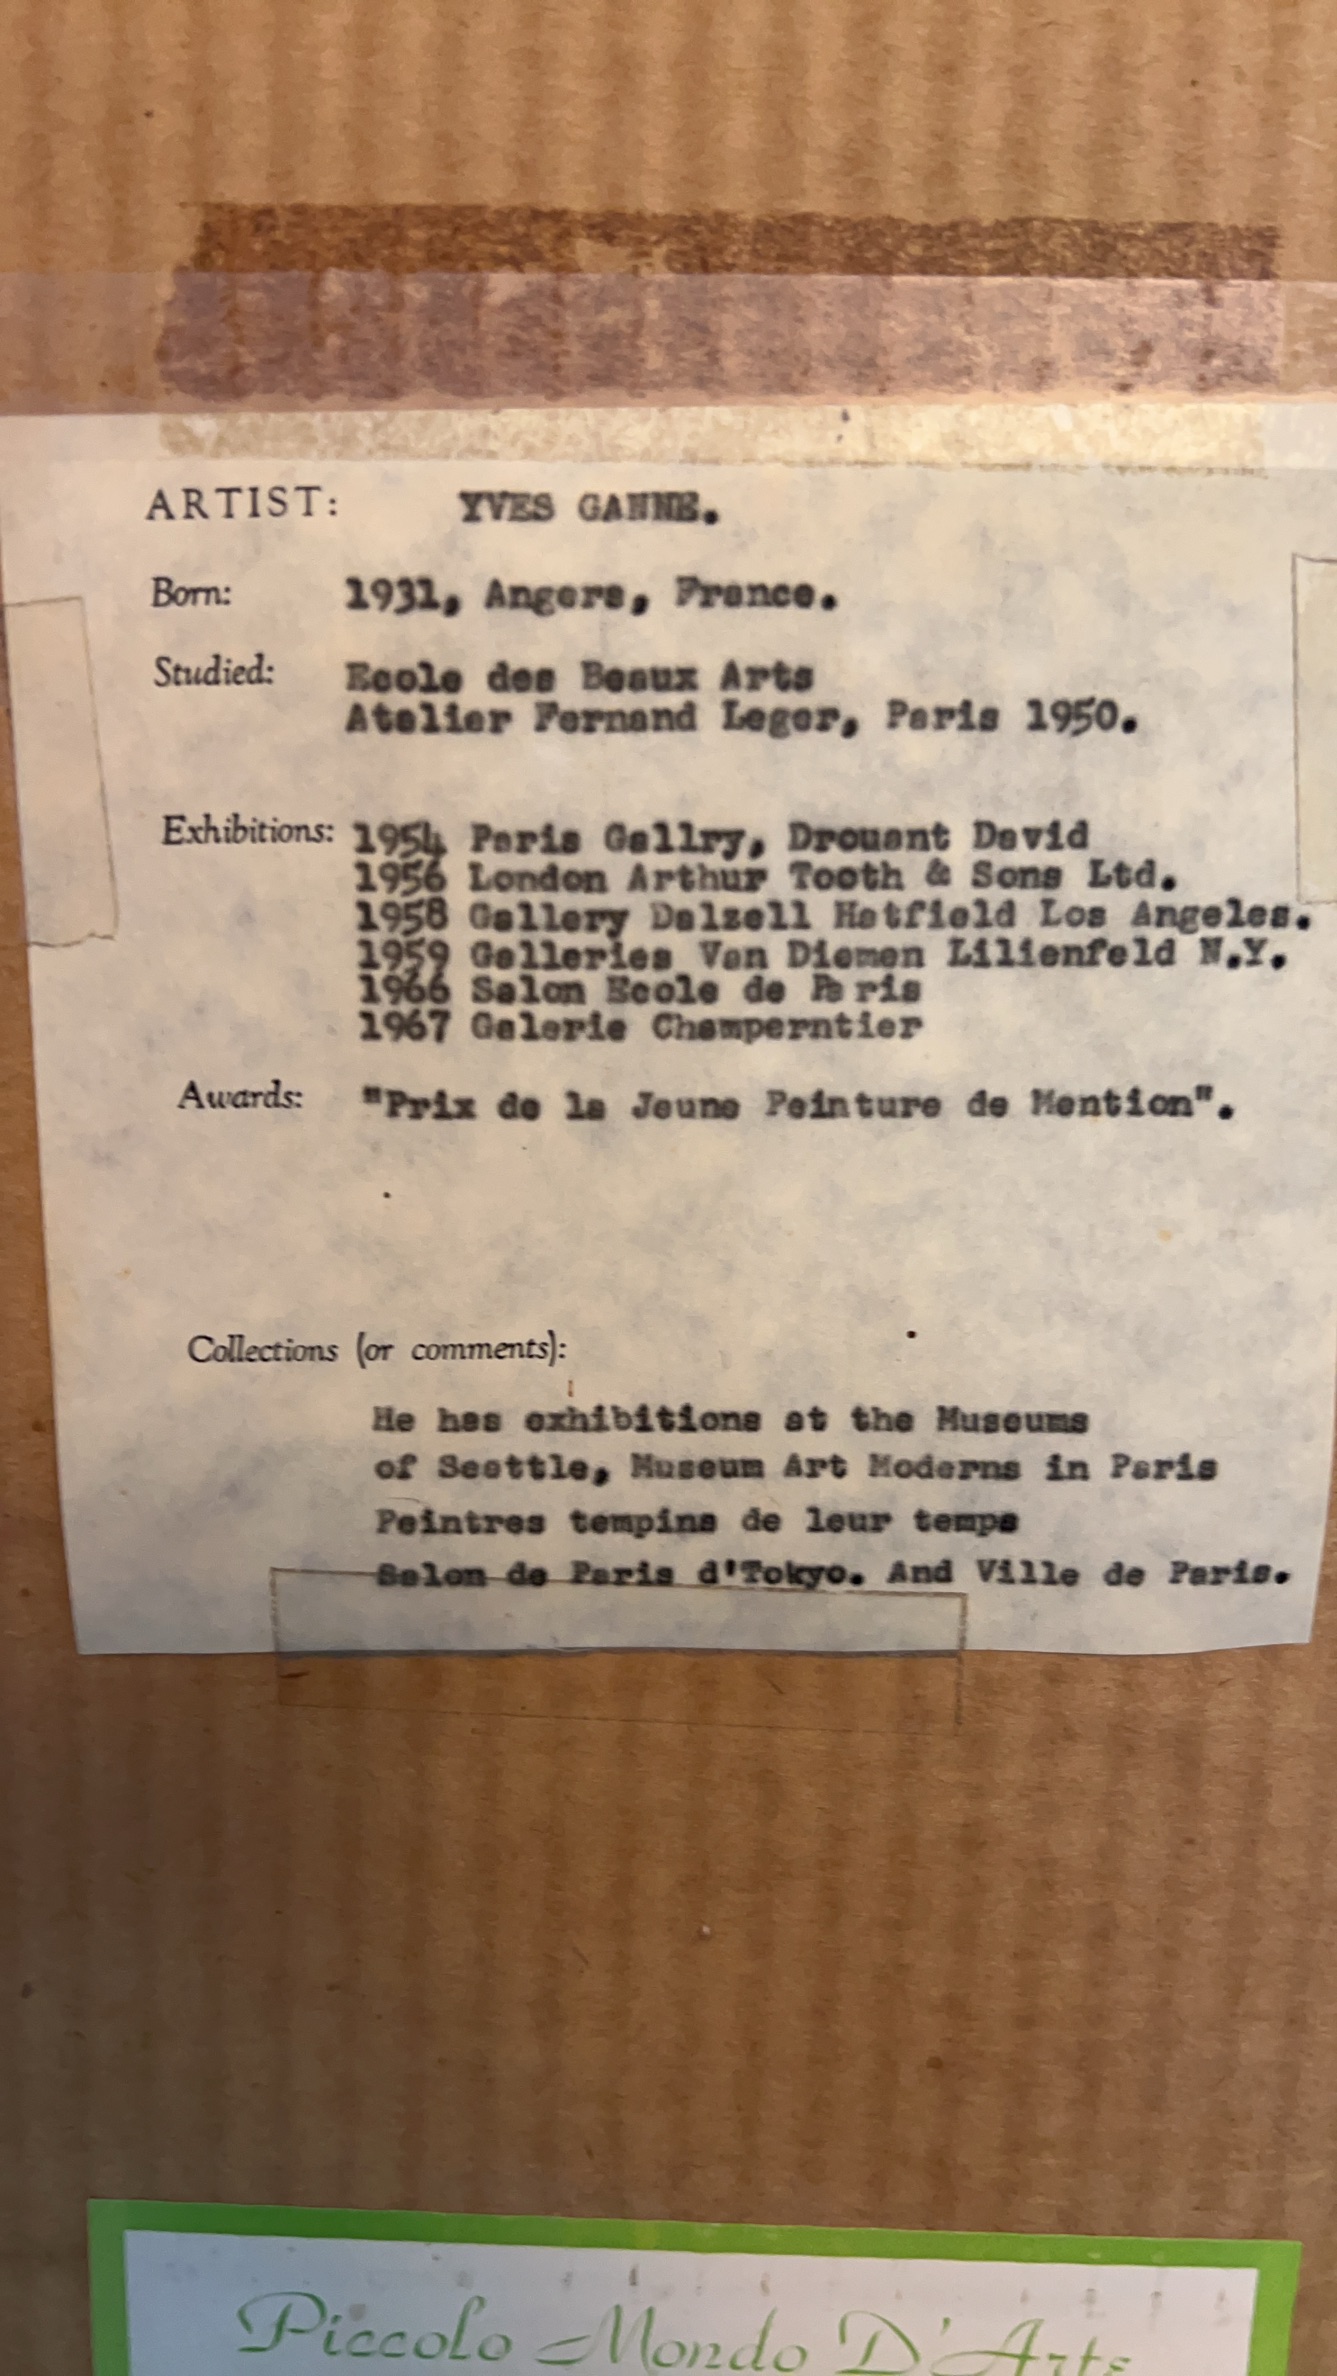 ARTIST: YVES GANNE.
Born: 1931, Angers, France.
Studied: Ecole des Beaux Arts
Atelier Fernand Leger, Paris 1950.
Exhibitions: 1954 Paris Gallry, Drouant David
1956 London Arthur Tooth & Sons Ltd.
1958 Gallery Dalzell Hatfield Los Angeles.
1959 Galleries Van Diemen Lilienfeld N.Y.
1966 Salon Ecole de Paris
1967 Galerie Champerntier
Awards: "Prix de la Jeune Peinture de Mention".
Collections (or comments):
He has exhibitions at the Museums
of Seattle, Museum Art Moderns in Paris
Peintres tempins de leur temps
Salon de Paris d'Tokyo. And Ville de Paris.
Piccolo Mondo D'Arts